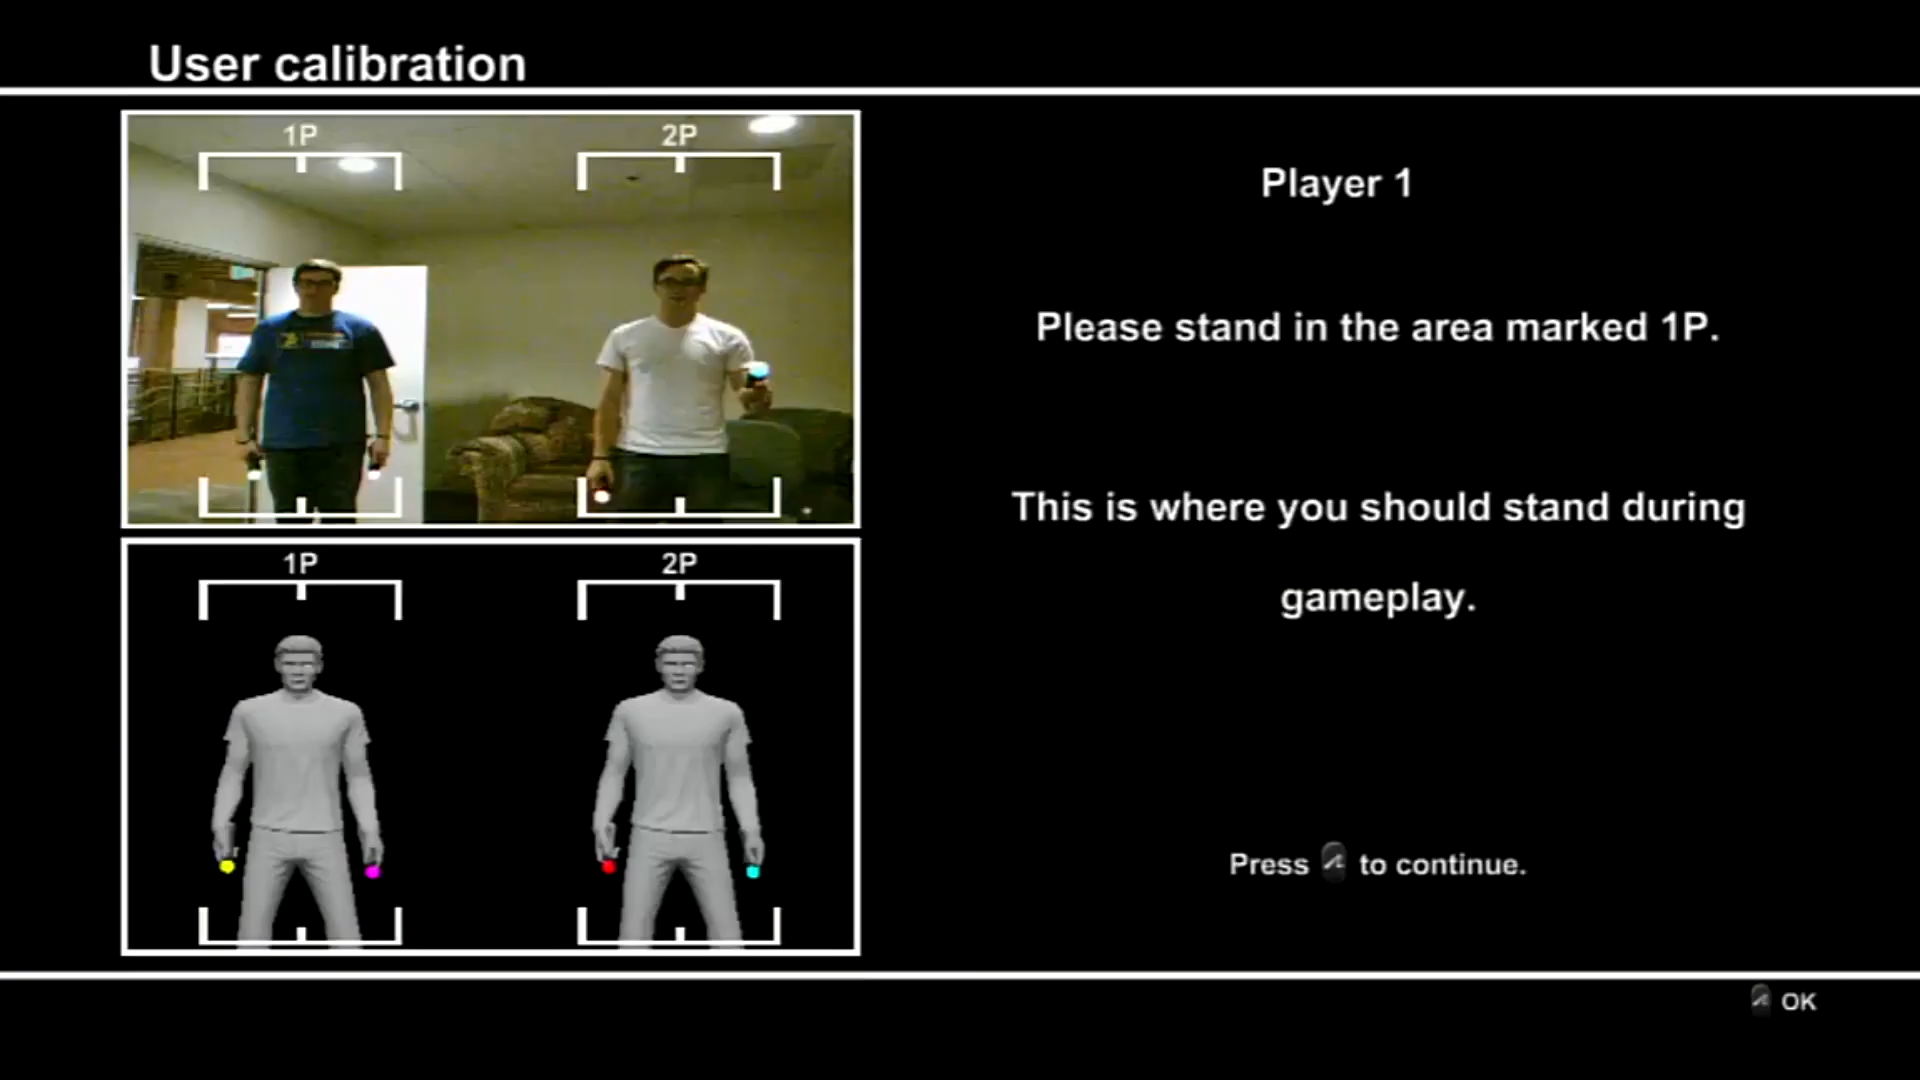 User calibration
1P
2P
Player 1
Please stand in the area marked 1P.
This is where you should stand during
gameplay.
1P
2P
Press to continue.
OK